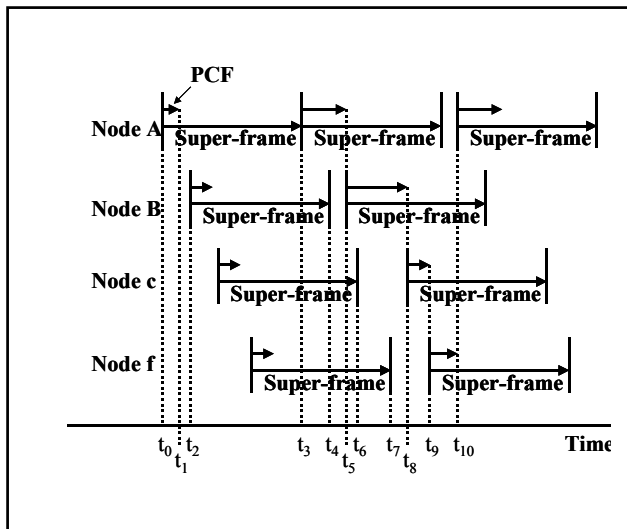 PCF
Node A
Super-frame Super-frame Super-frame
Node B
Super-frame Super-frame
Node c
Super-frame Super-frame
Node f
Super-frame Super-frame
t0 t2 t3 t4 t6 t7 t9 t10 Time
t1 t5 t8